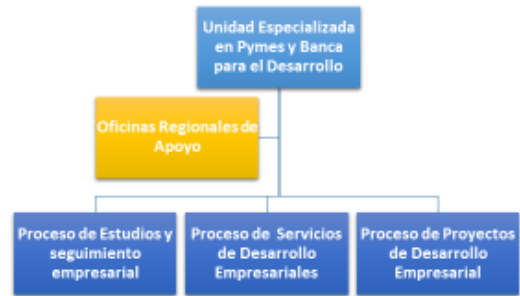 Unidad Especializada
en Pymes y Banca
para el Desarrollo
Oficinas Regionales de
Apoyo
Proceso de Estudios y
seguimiento
empresarial
Proceso de Servicios
de Desarrollo
Empresariales
Proceso de Proyectos
de Desarrollo
Empresarial